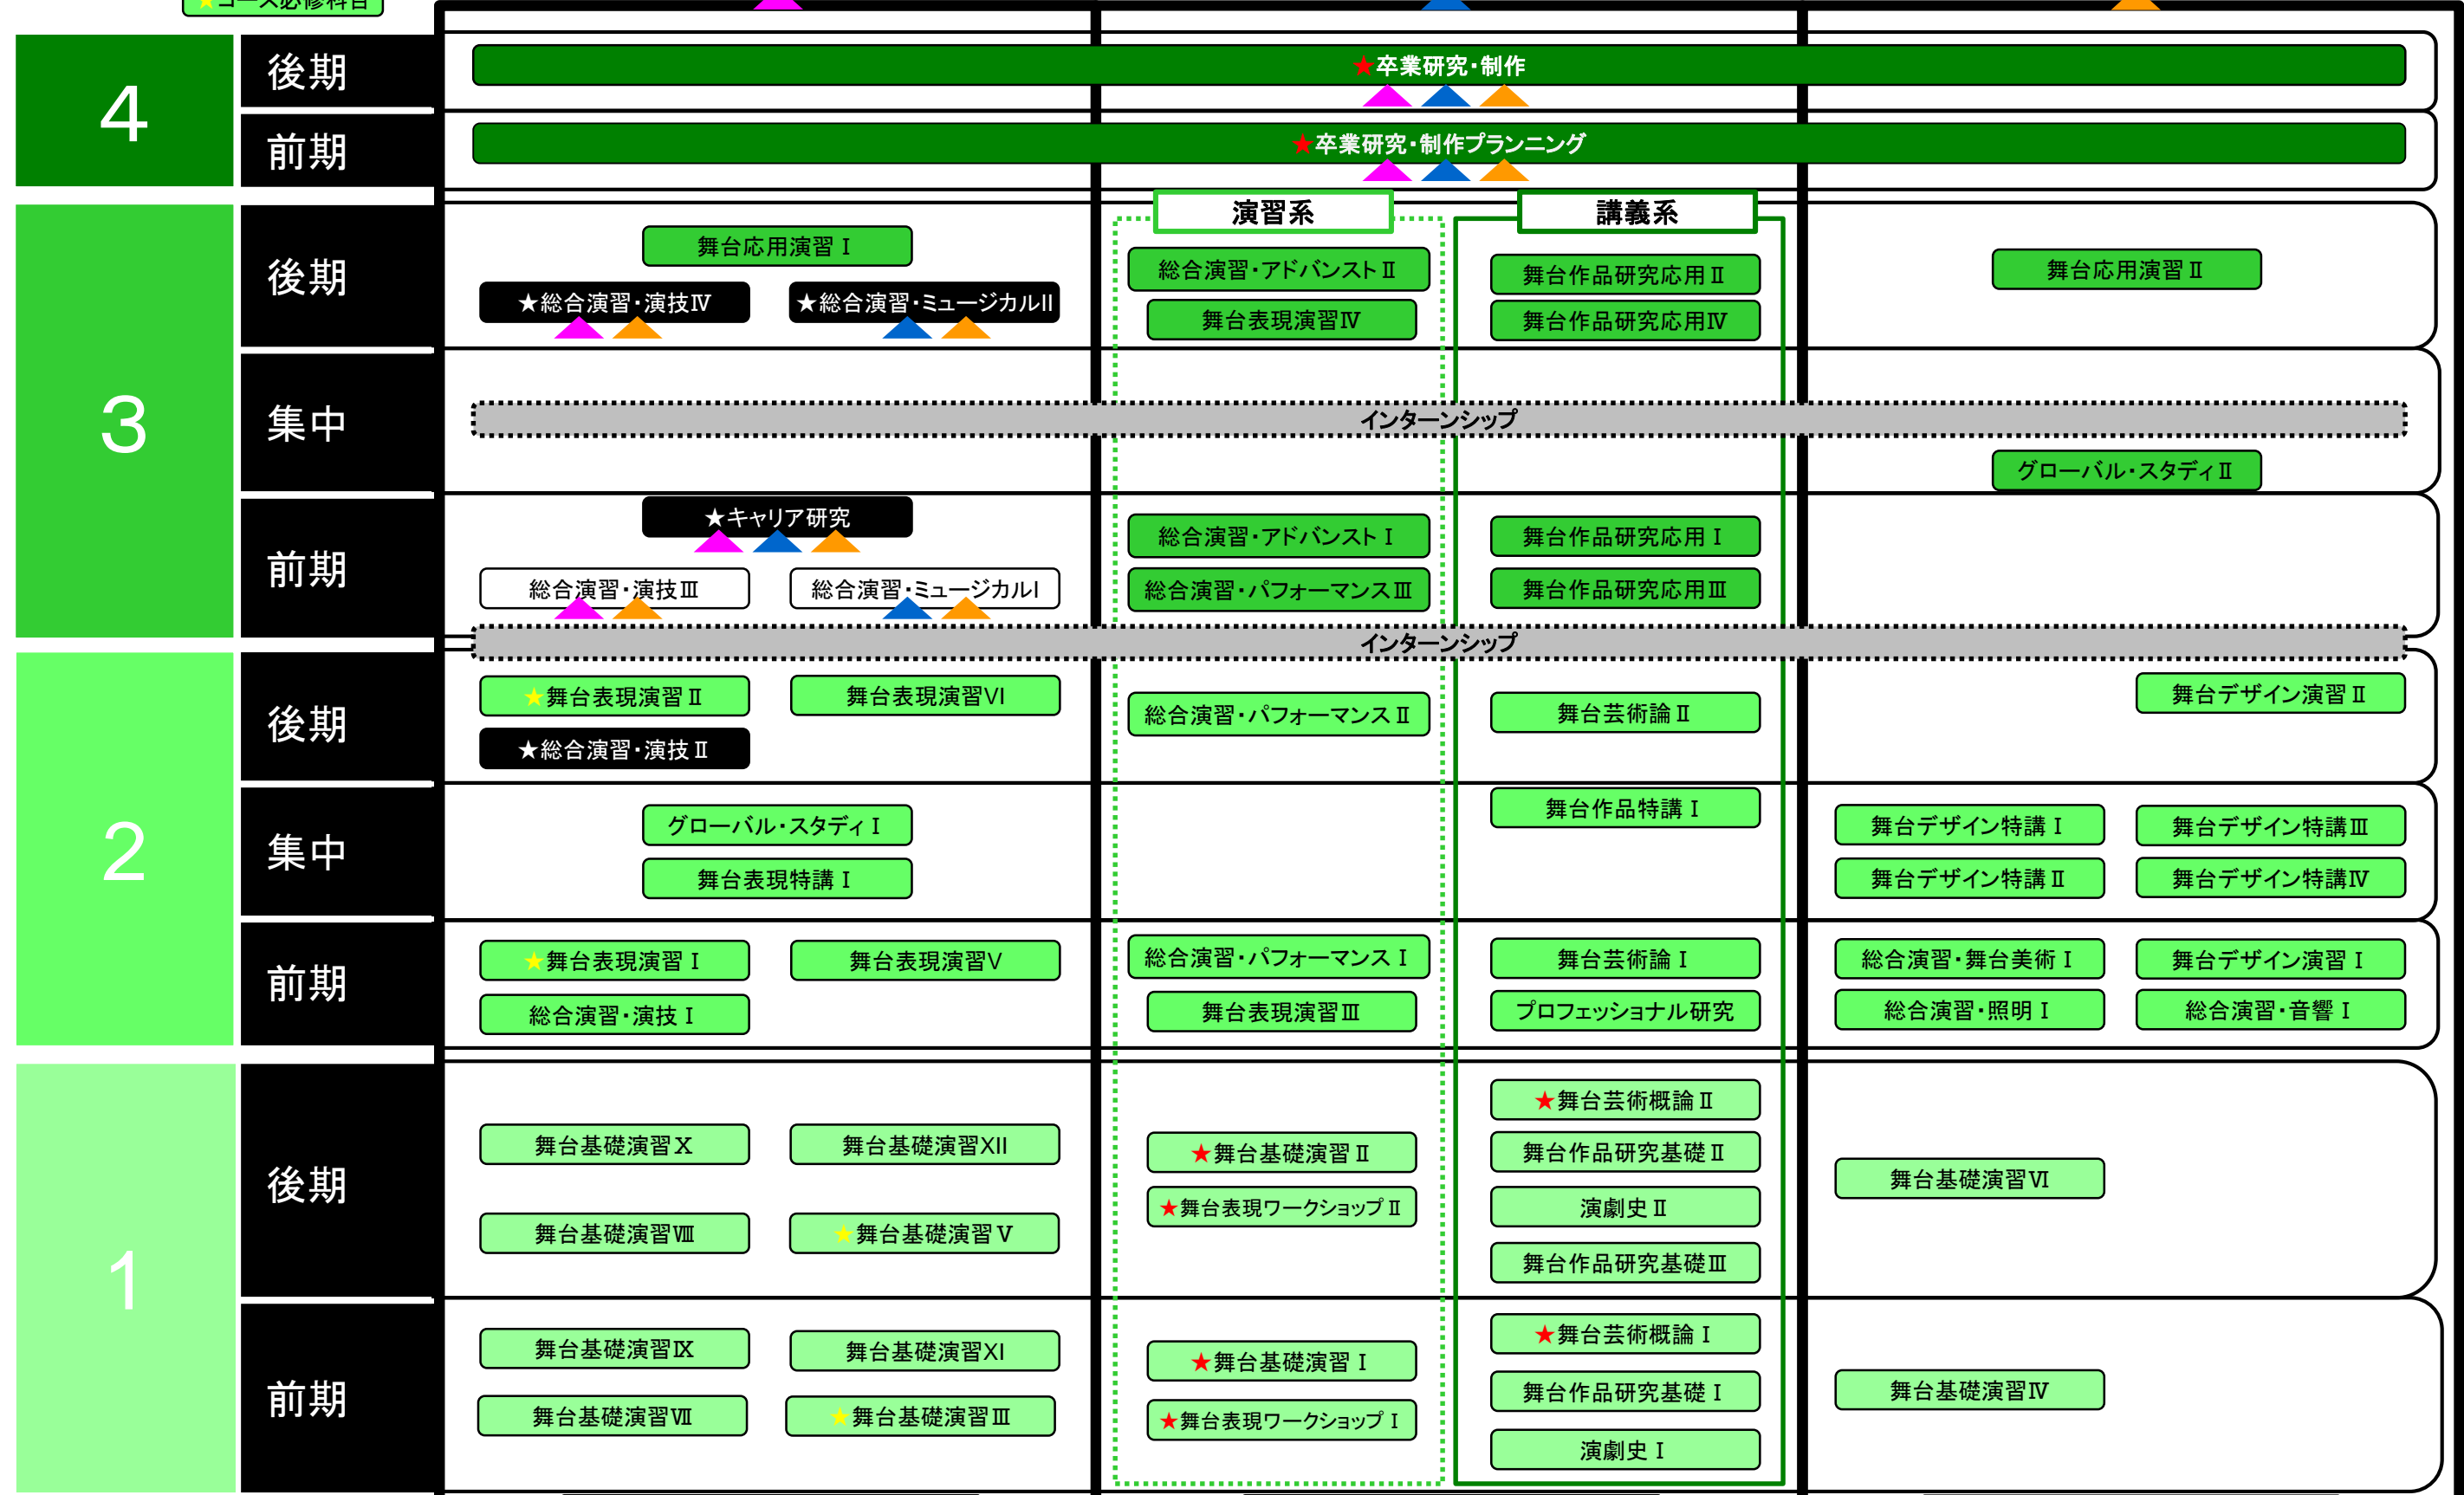 ★コース必修科目
4
後期
★卒業研究・制作
前期
★卒業研究・制作プランニング
3
後期
演習系
講義系
舞台応用演習Ⅰ
★総合演習・演技Ⅳ
★総合演習・ミュージカルII
総合演習・アドバンストⅡ
舞台表現演習Ⅳ
舞台作品研究応用Ⅱ
舞台作品研究応用Ⅳ
舞台応用演習Ⅱ
集中
インターンシップ
グローバル・スタディⅡ
前期
★キャリア研究
総合演習・演技Ⅲ
総合演習・ミュージカルI
総合演習・アドバンストⅠ
総合演習・パフォーマンスⅢ
舞台作品研究応用Ⅰ
舞台作品研究応用Ⅲ
インターンシップ
2
後期
★舞台表現演習Ⅱ
舞台表現演習VI
★総合演習・演技Ⅱ
総合演習・パフォーマンスⅡ
舞台芸術論Ⅱ
舞台デザイン演習Ⅱ
集中
グローバル・スタディⅠ
舞台表現特講Ⅰ
舞台作品特講Ⅰ
舞台デザイン特講Ⅰ
舞台デザイン特講Ⅲ
舞台デザイン特講Ⅱ
舞台デザイン特講Ⅳ
前期
★舞台表現演習Ⅰ
舞台表現演習V
総合演習・演技Ⅰ
総合演習・パフォーマンスⅠ
舞台表現演習Ⅲ
舞台芸術論Ⅰ
プロフェッショナル研究
総合演習・舞台美術Ⅰ
舞台デザイン演習Ⅰ
総合演習・照明Ⅰ
総合演習・音響Ⅰ
1
後期
舞台基礎演習Ⅹ
舞台基礎演習XII
舞台基礎演習Ⅷ
★舞台基礎演習Ⅴ
★舞台基礎演習Ⅱ
★舞台表現ワークショップⅡ
★舞台芸術概論Ⅱ
舞台作品研究基礎Ⅱ
演劇史Ⅱ
舞台作品研究基礎Ⅲ
舞台基礎演習Ⅵ
前期
舞台基礎演習Ⅸ
舞台基礎演習XI
舞台基礎演習Ⅶ
★舞台基礎演習Ⅲ
★舞台基礎演習Ⅰ
★舞台表現ワークショップⅠ
★舞台芸術概論Ⅰ
舞台作品研究基礎Ⅰ
演劇史Ⅰ
舞台基礎演習Ⅳ